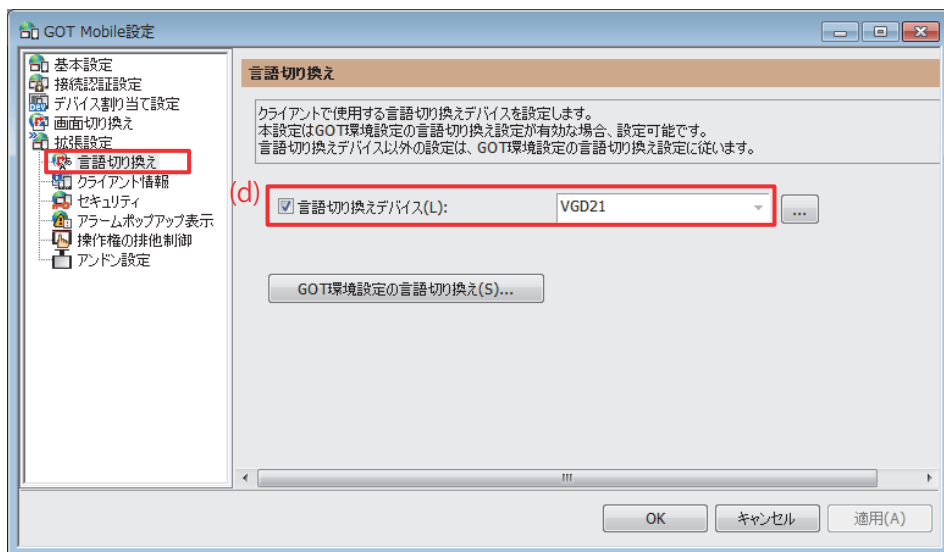 GOT Mobile設定
基本設定
接続認証設定
デバイス割り当て設定
画面切り換え
拡張設定
言語切り換え
クライアント情報
セキュリティ
アラームポップアップ表示
操作権の排他制御
アンドン設定
言語切り換え
クライアントで使用する言語切り換えデバイスを設定します。
本設定はGOT環境設定の言語切り換え設定が有効な場合、設定可能です。
言語切り換えデバイス以外の設定は、GOT環境設定の言語切り換え設定に従います。
(d)
言語切り換えデバイス(L): VGD21 ...
GOT環境設定の言語切り換え(S)...
OK キャンセル 適用(A)